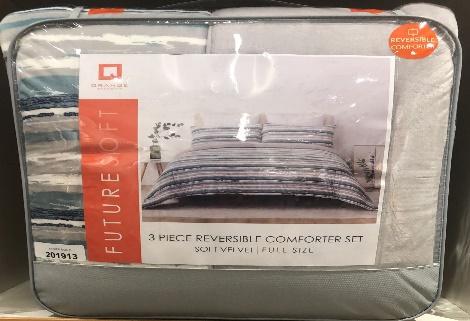 ORANGE
FUTURESOFT
REVERSIBLE
COMFORTER
3 PIECE REVERSIBLE COMFORTER SET
SOFT VELVET | FULL SIZE
201913